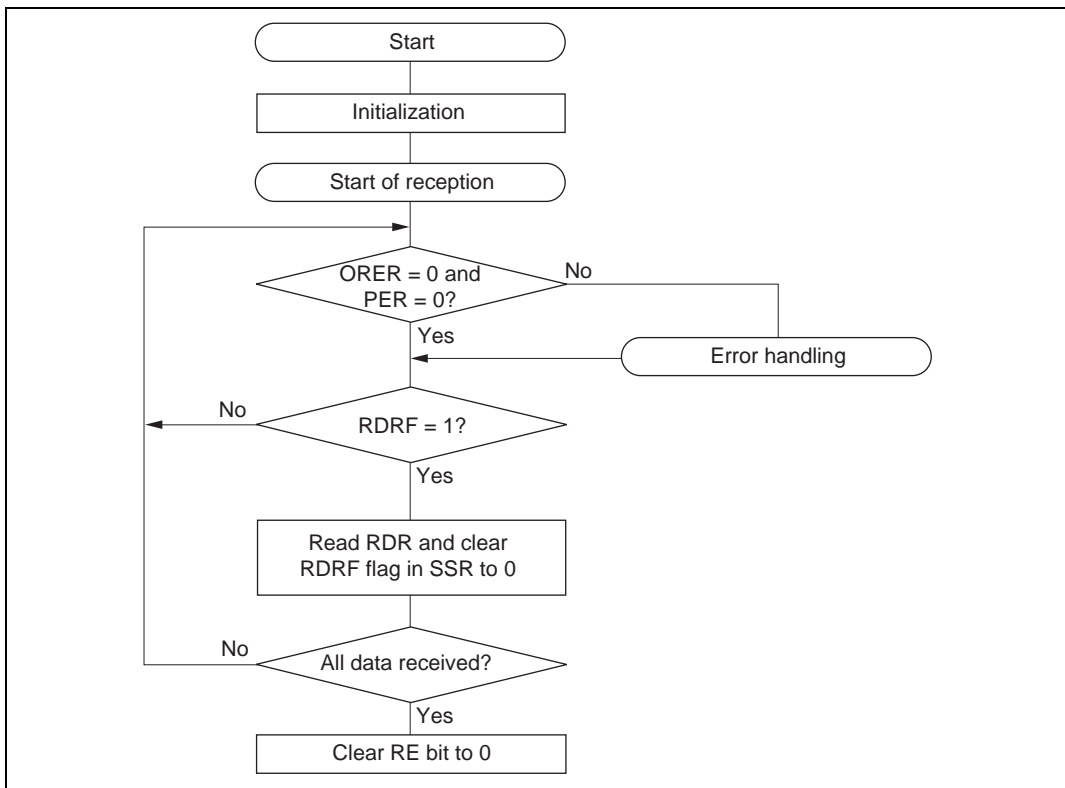 Start
Initialization
Start of reception
ORER = 0 and
PER = 0?
No
Yes
Error handling
No
RDRF = 1?
Yes
Read RDR and clear
RDRF flag in SSR to 0
No
All data received?
Yes
Clear RE bit to 0